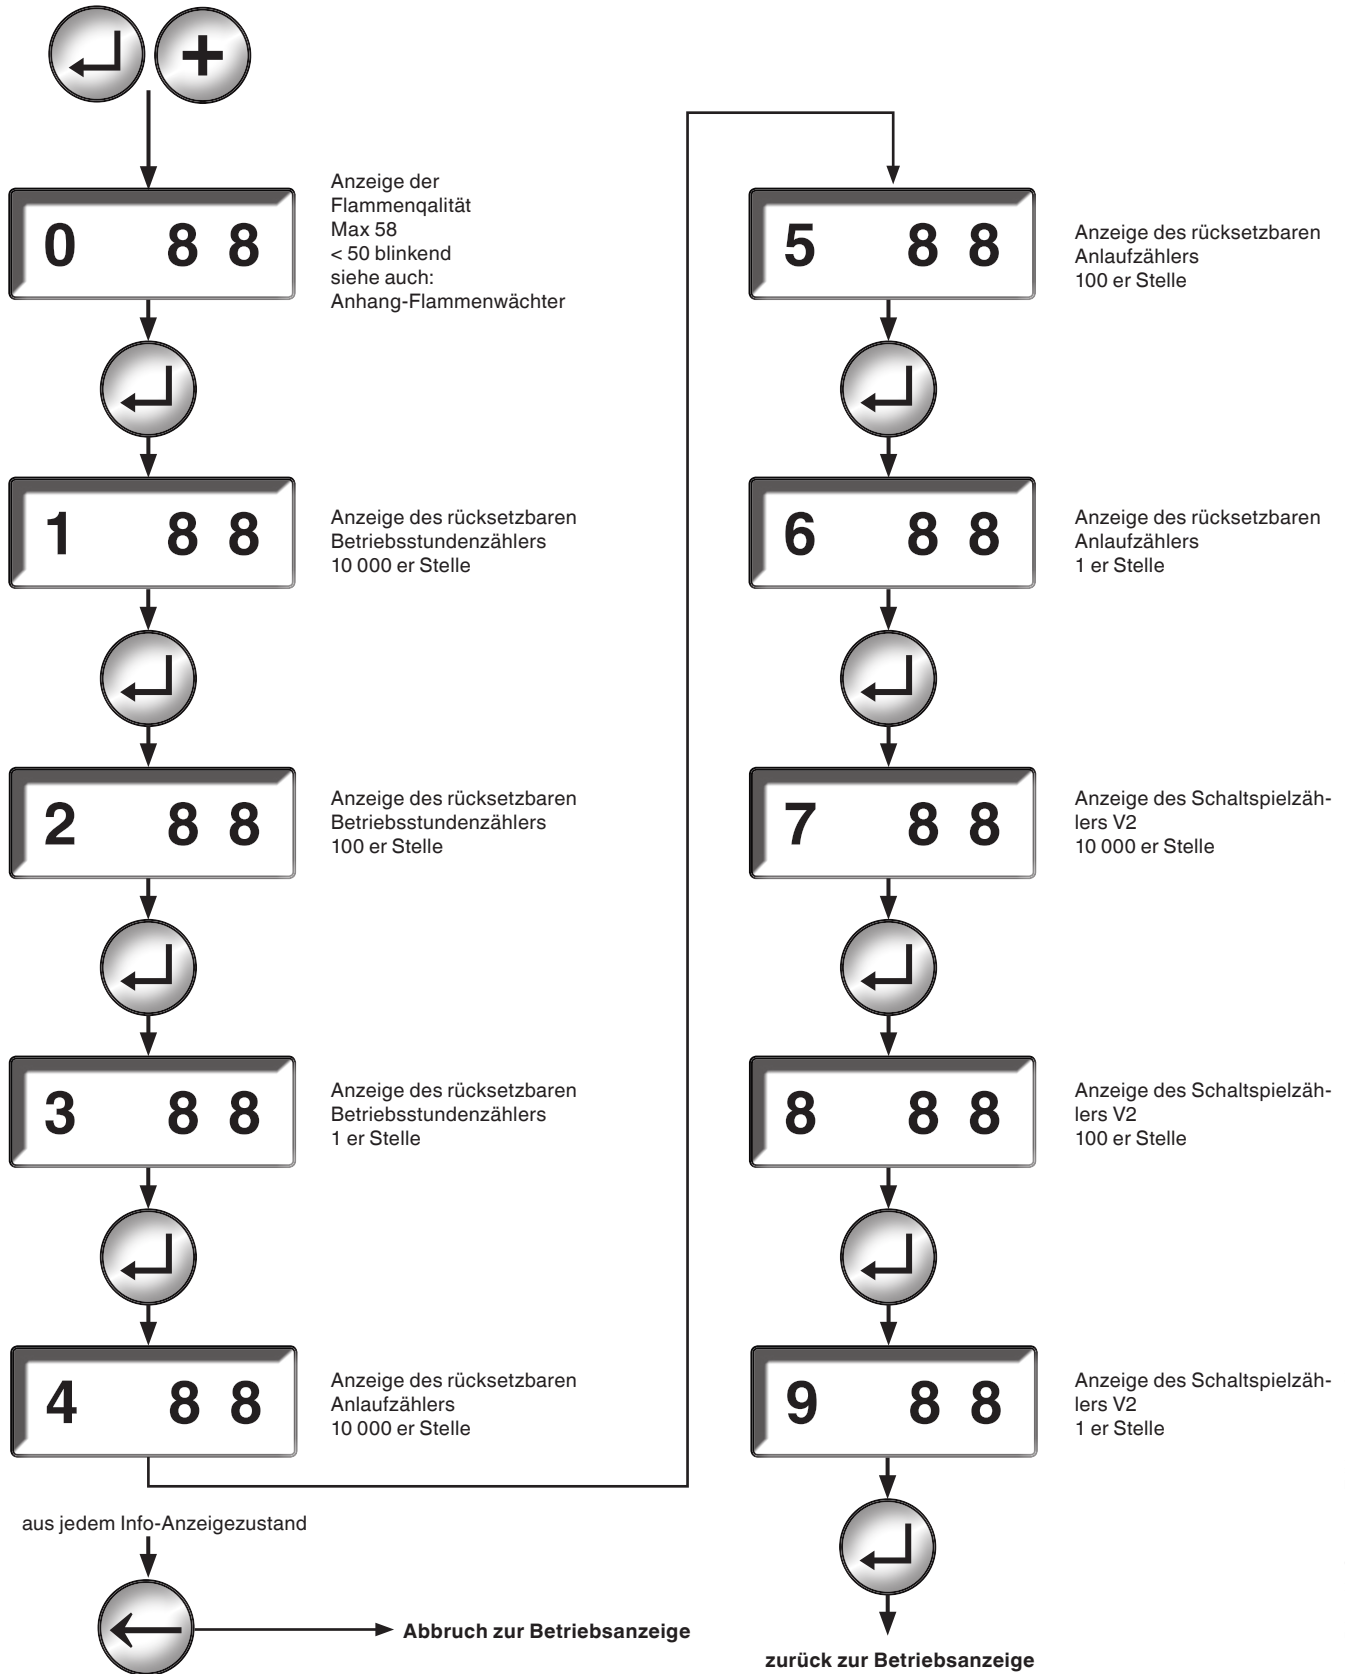 0 8 8
Anzeige der
Flammenqalität
Max 58
< 50 blinkend
siehe auch:
Anhang-Flammenwächter
1 8 8
Anzeige des rücksetzbaren
Betriebsstundenzählers
10 000 er Stelle
2 8 8
Anzeige des rücksetzbaren
Betriebsstundenzählers
100 er Stelle
3 8 8
Anzeige des rücksetzbaren
Betriebsstundenzählers
1 er Stelle
4 8 8
Anzeige des rücksetzbaren
Anlaufzählers
10 000 er Stelle
aus jedem Info-Anzeigezustand
Abbruch zur Betriebsanzeige
5 8 8
Anzeige des rücksetzbaren
Anlaufzählers
100 er Stelle
6 8 8
Anzeige des rücksetzbaren
Anlaufzählers
1 er Stelle
7 8 8
Anzeige des Schaltspielzäh-
lers V2
10 000 er Stelle
8 8 8
Anzeige des Schaltspielzäh-
lers V2
100 er Stelle
9 8 8
Anzeige des Schaltspielzäh-
lers V2
1 er Stelle
zurück zur Betriebsanzeige